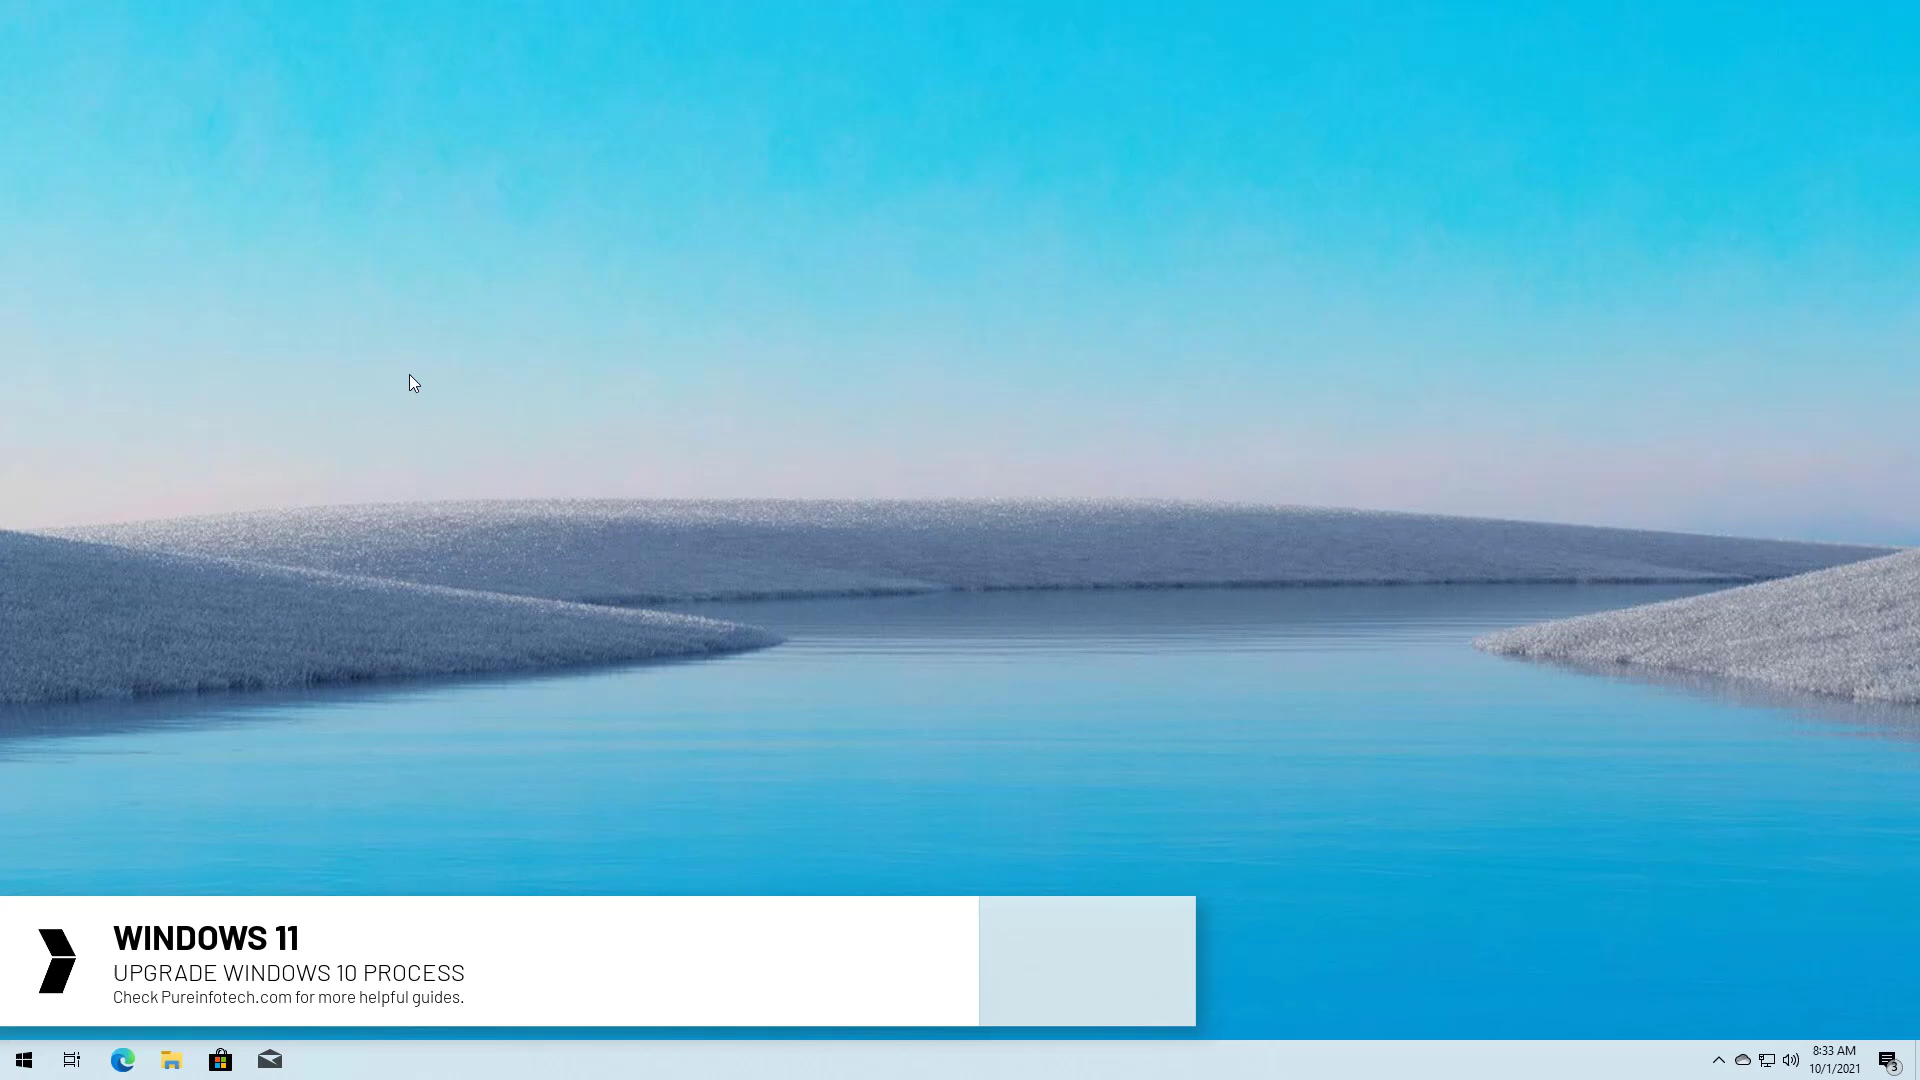 WINDOWS 11
UPGRADE WINDOWS 10 PROCESS
Check Pureinfotech.com for more helpful guides.
8:33 AM
10/1/2021
3